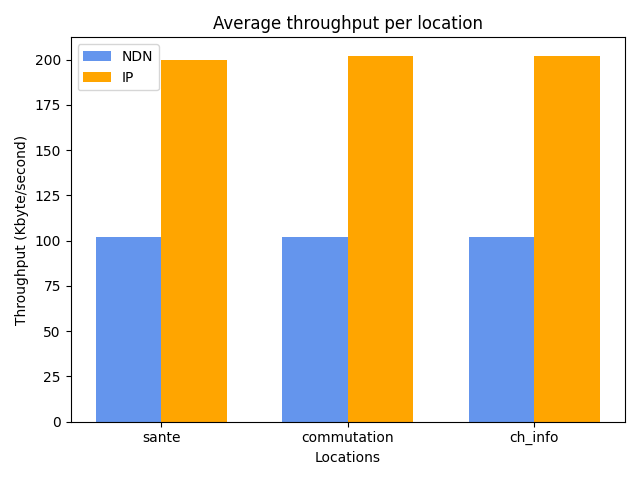 Average throughput per location
NDN
IP
Throughput (Kbyte/second)
200
175
150
125
100
75
50
25
0
sante
commutation
ch_info
Locations